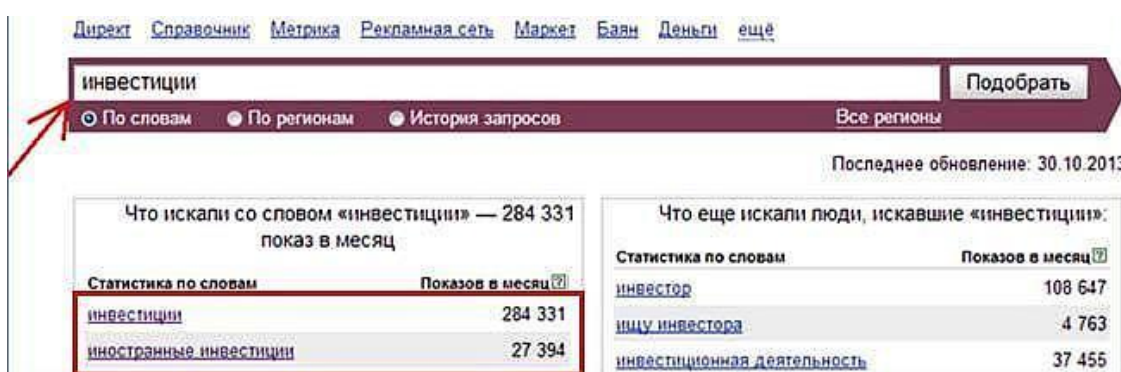 Директ Справочник Метрика Рекламная сеть Маркет Баян Деньги ещё
инвестиции Подобрать
По словам По регионам История запросов Все регионы
Последнее обновление: 30.10.2013
Что искали со словом «инвестиции» — 284 331
показ в месяц
Статистика по словам Показов в месяц ?
инвестиции 284 331
иностранные инвестиции 27 394
Что еще искали люди, искавшие «инвестиции»:
Статистика по словам Показов в месяц ?
инвестор 108 647
ищу инвестора 4 763
инвестиционная деятельность 37 455